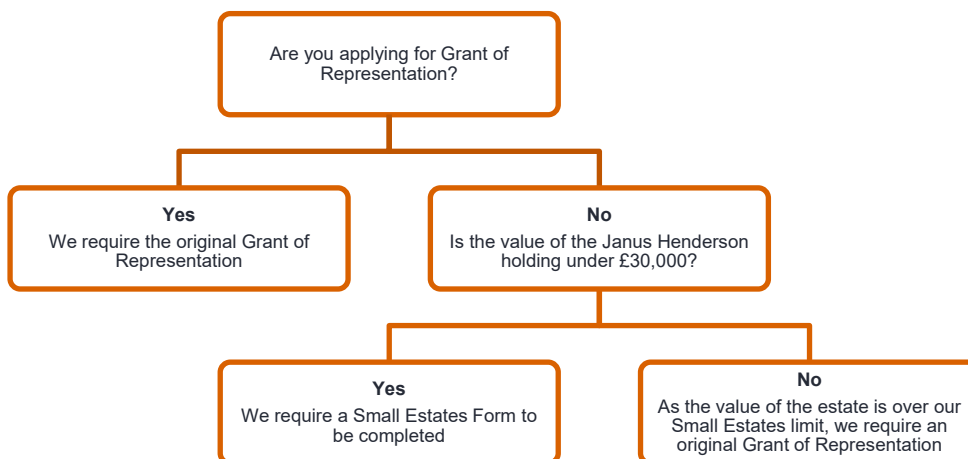 Are you applying for Grant of
Representation?
Yes
We require the original Grant of
Representation
No
Is the value of the Janus Henderson
holding under £30,000?
Yes
We require a Small Estates Form to
be completed
No
As the value of the estate is over our
Small Estates limit, we require an
original Grant of Representation